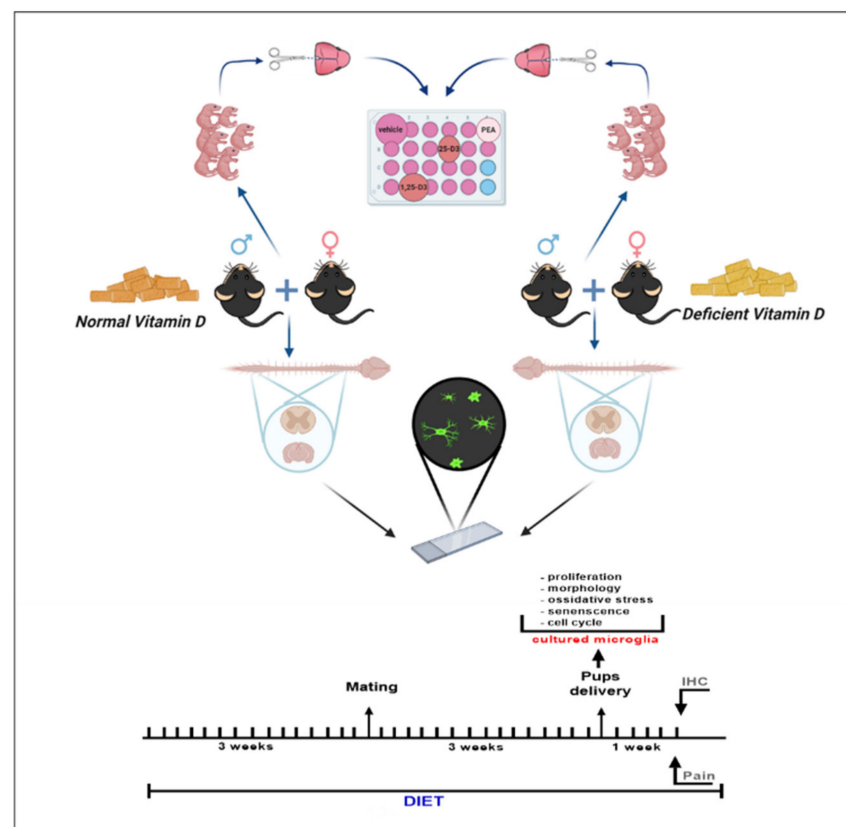 vehicle
PEA
25-D3
1,25-D3
Normal Vitamin D
Deficient Vitamin D
- proliferation
- morphology
- ossidative stress
- senenscence
- cell cycle
cultured microglia
Mating
Pups
delivery
IHC
3 weeks
3 weeks
1 week
Pain
DIET